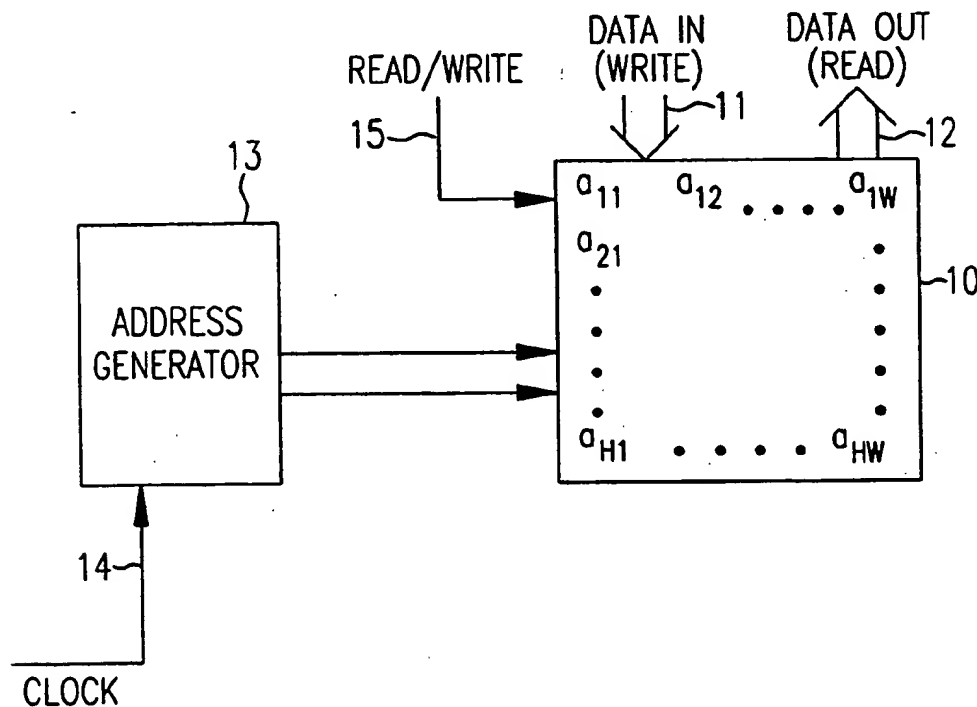 DATA IN
(WRITE)
DATA OUT
(READ)
READ/WRITE
11
12
15
13
a11 a12 a1W
a21
10
ADDRESS
GENERATOR
aH1 aHW
14
CLOCK